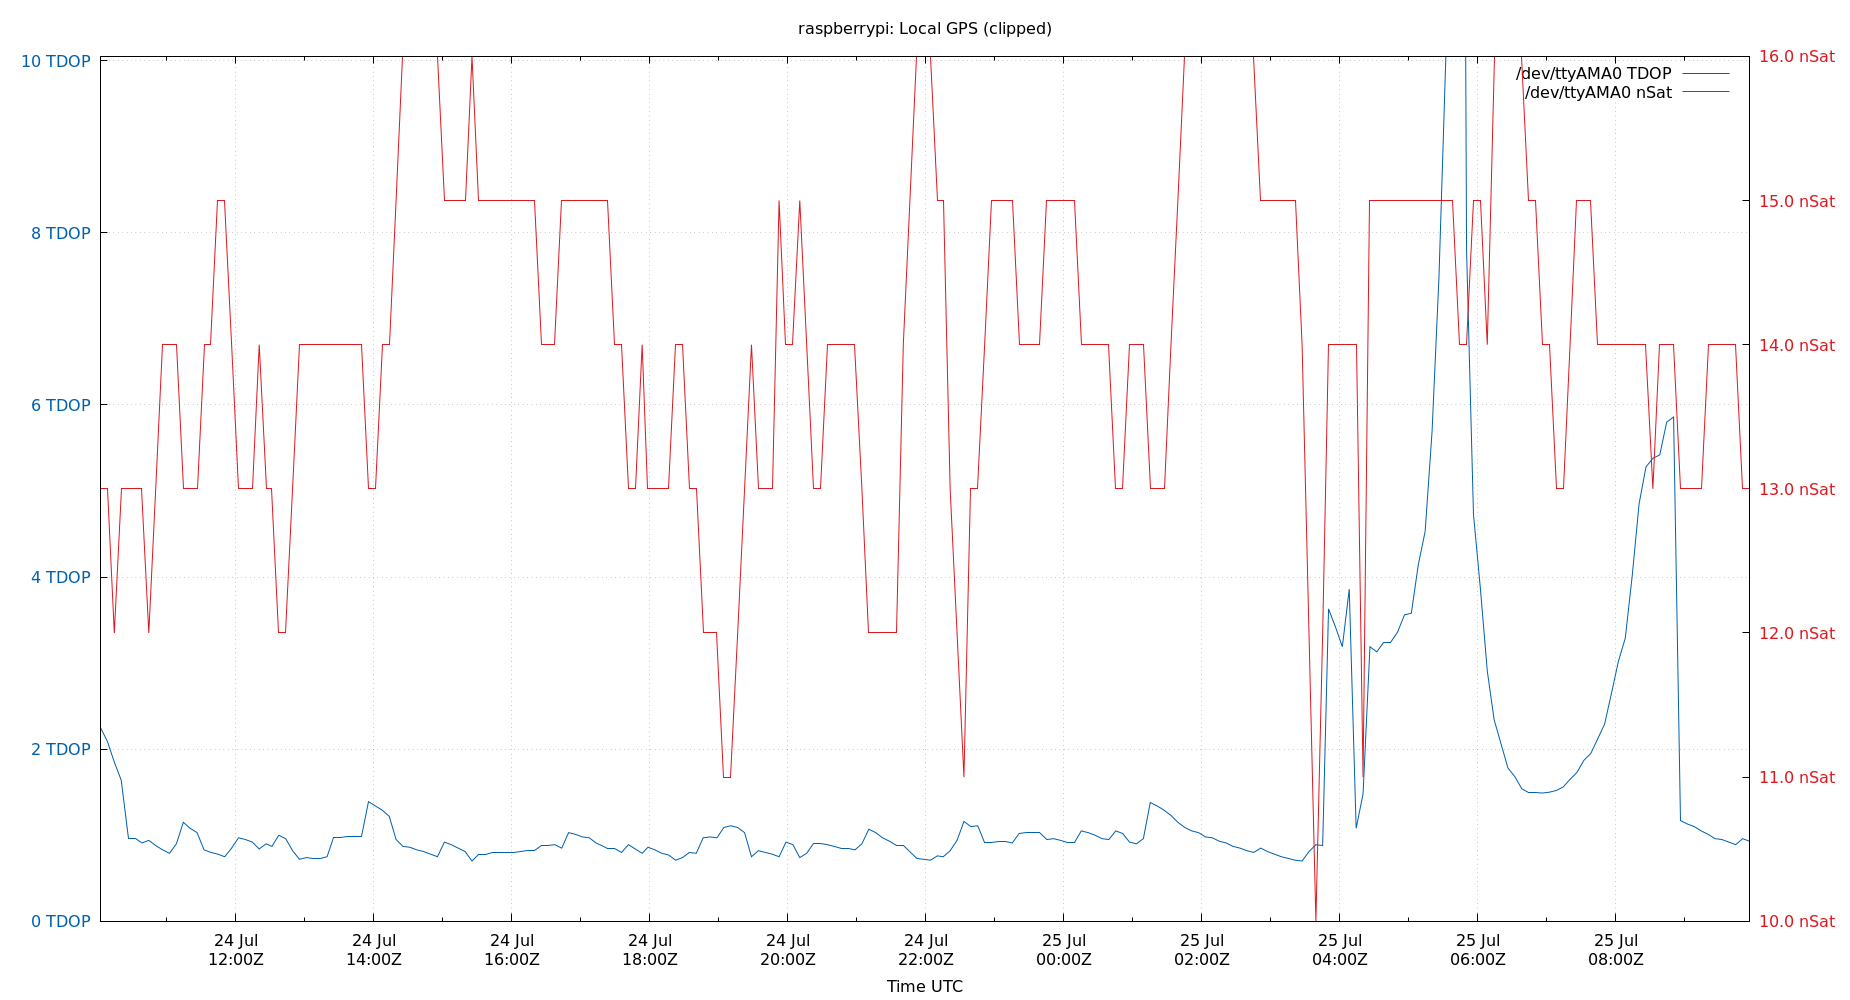 raspberrypi: Local GPS (clipped)
10 TDOP
8 TDOP
6 TDOP
4 TDOP
2 TDOP
0 TDOP
/dev/ttyAMA0 TDOP
/dev/ttyAMA0 nSat
16.0 nSat
15.0 nSat
14.0 nSat
13.0 nSat
12.0 nSat
11.0 nSat
10.0 nSat
24 Jul
12:00Z
24 Jul
14:00Z
24 Jul
16:00Z
24 Jul
18:00Z
24 Jul
20:00Z
24 Jul
22:00Z
25 Jul
00:00Z
25 Jul
02:00Z
25 Jul
04:00Z
25 Jul
06:00Z
25 Jul
08:00Z
Time UTC